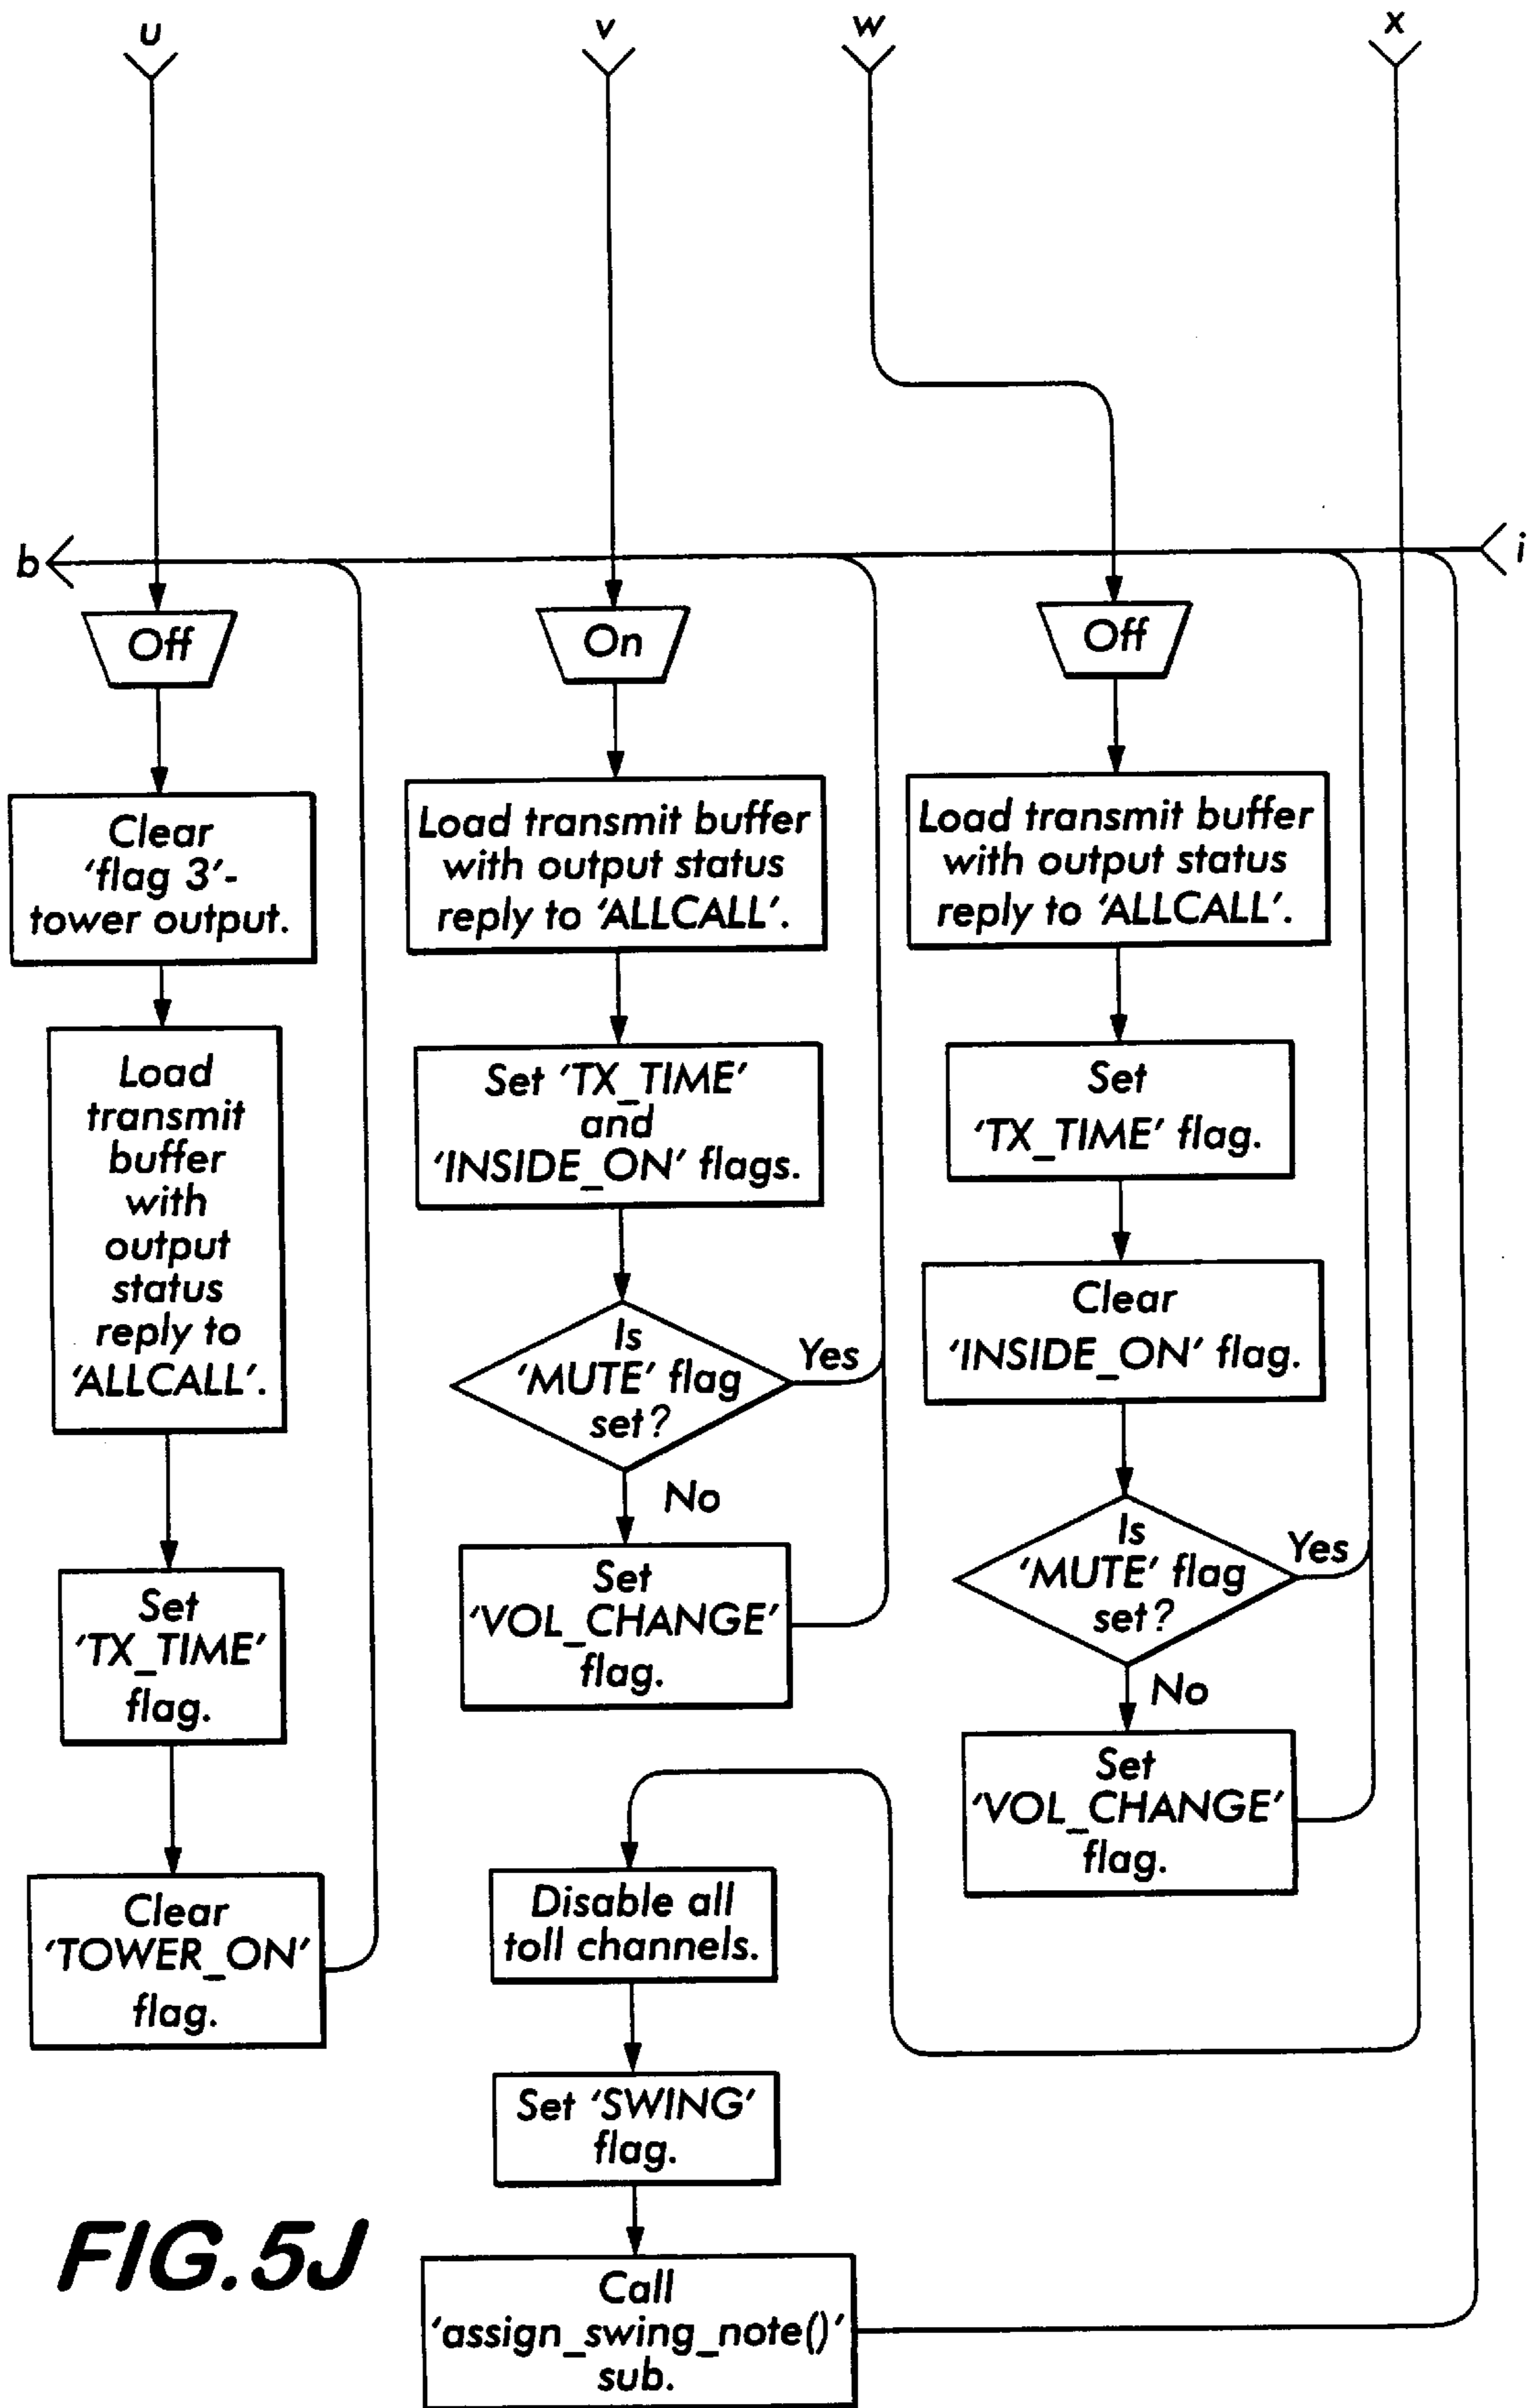 u
v
w
x
b
i
Off
Clear
'flag 3'-
tower output.
Load
transmit
buffer
with
output
status
reply to
'ALLCALL'.
Set
'TX_TIME'
flag.
Clear
'TOWER_ON'
flag.
On
Load transmit buffer
with output status
reply to 'ALLCALL'.
Set 'TX_TIME'
and
'INSIDE_ON' flags.
Is
'MUTE' flag
set?
Yes
No
Set
'VOL_CHANGE'
flag.
Off
Load transmit buffer
with output status
reply to 'ALLCALL'.
Set
'TX_TIME' flag.
Clear
'INSIDE_ON' flag.
Is
'MUTE' flag
set?
Yes
No
Set
'VOL_CHANGE'
flag.
Disable all
toll channels.
Set 'SWING'
flag.
Call
'assign_swing_note()'
sub.
FIG.5J